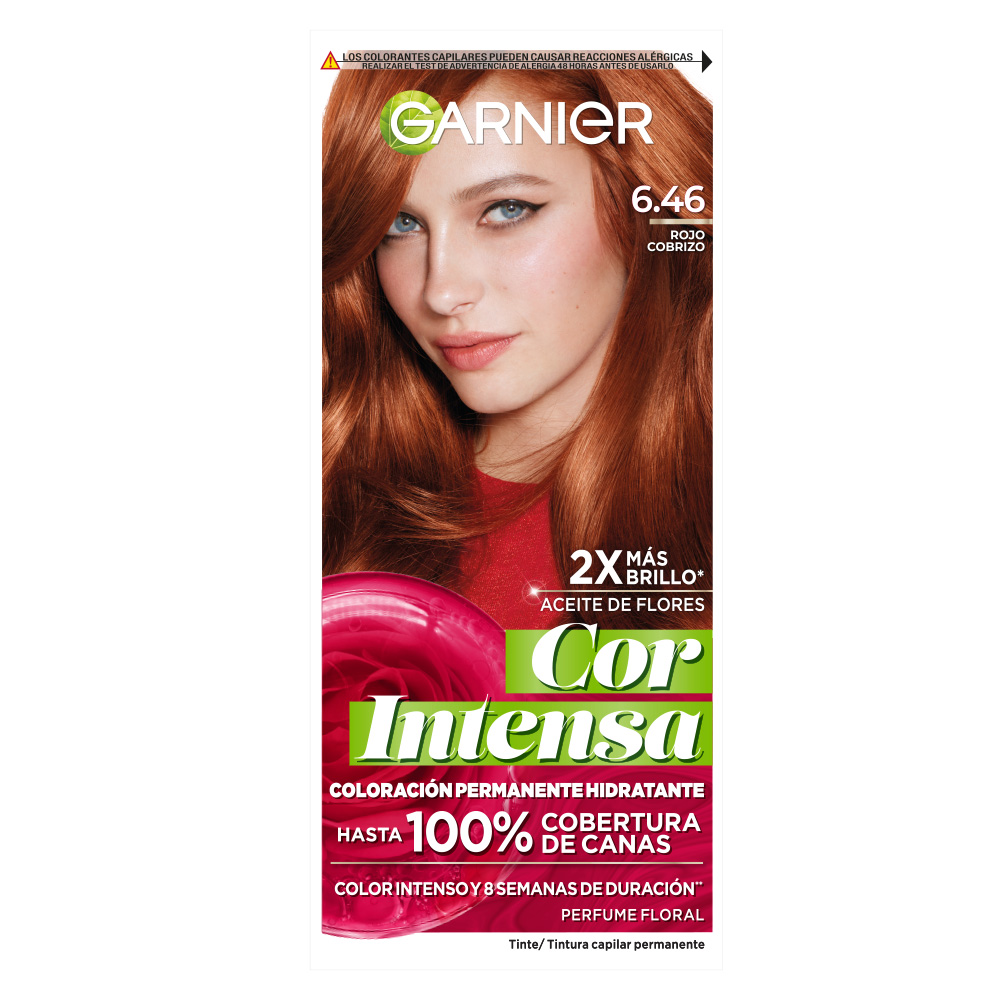 LOS COLORANTES CAPILARES PUEDEN CAUSAR REACCIONES ALÉRGICAS
REALIZAR EL TEST DE ADVERTENCIA DE ALERGIA 48 HORAS ANTES DE USARLO
GARNIER
6.46
ROJO
COBRIZO
2X MÁS
BRILLO*
ACEITE DE FLORES
Cor
Intensa
COLORACIÓN PERMANENTE HIDRATANTE
HASTA 100% COBERTURA
DE CANAS
COLOR INTENSO Y 8 SEMANAS DE DURACIÓN**
PERFUME FLORAL
Tinte/ Tintura capilar permanente